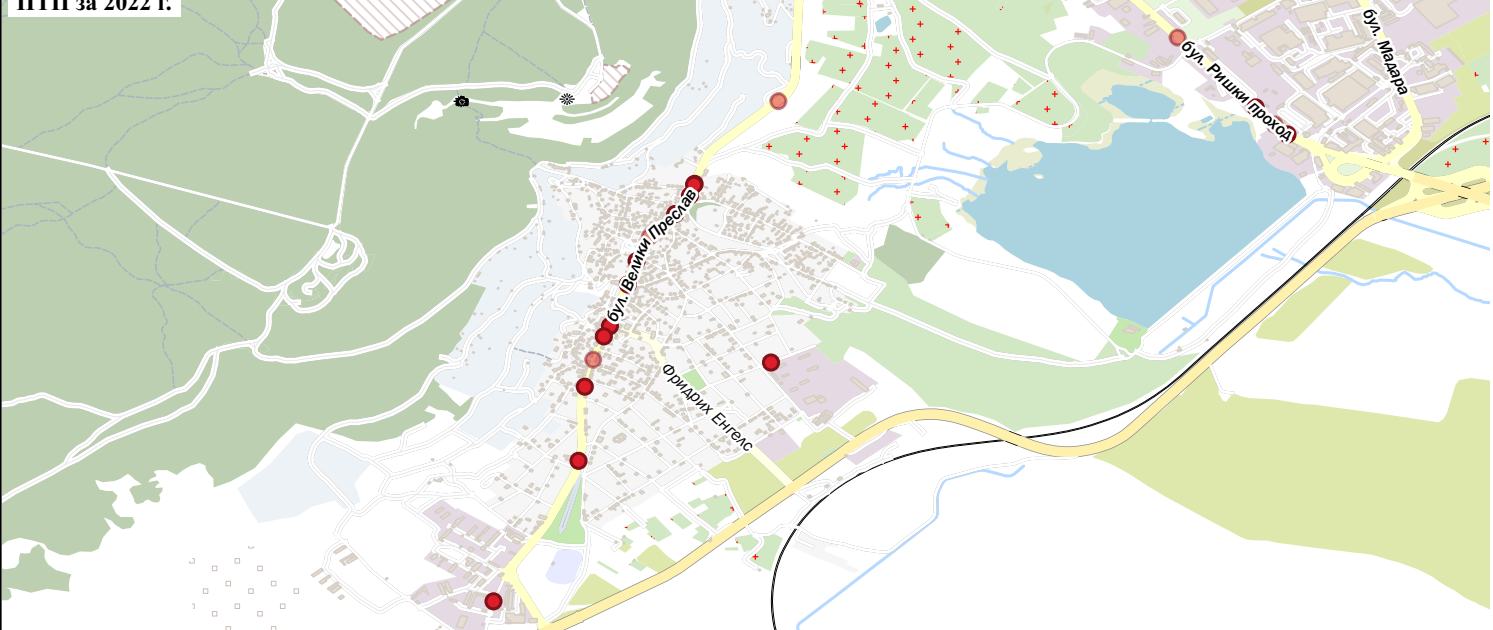 ПТП за 2022 г.
бул. Мадара
бул. Ришки проход
бул. Велики Преслав
Фридрих Енгелс